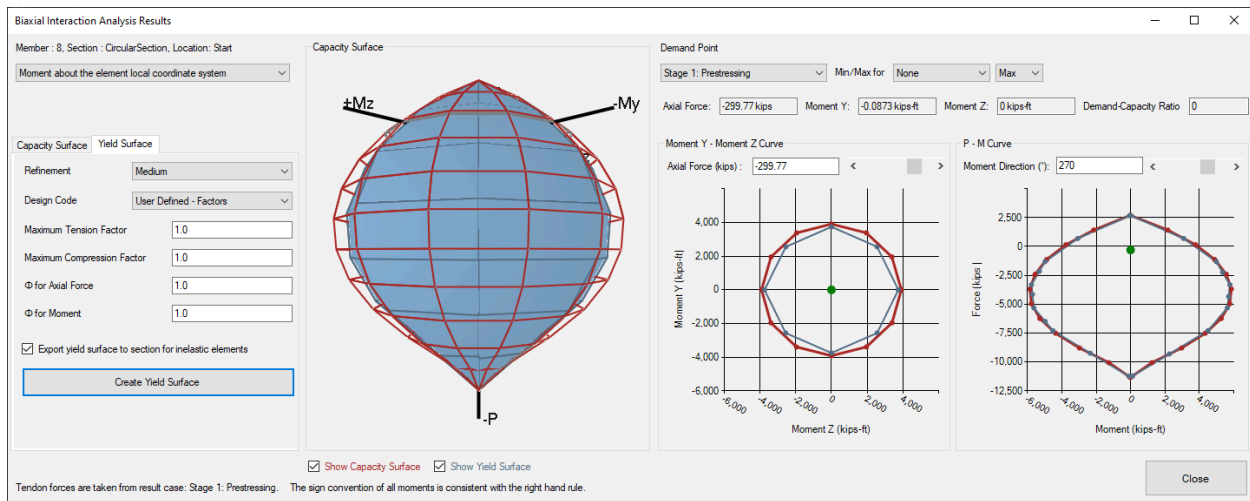 Biaxial Interaction Analysis Results
Member : 8, Section : CircularSection, Location: Start
Moment about the element local coordinate system
Capacity Surface Yield Surface
Refinement Medium
Design Code User Defined - Factors
Maximum Tension Factor 1.0
Maximum Compression Factor 1.0
Φ for Axial Force 1.0
Φ for Moment 1.0
Export yield surface to section for inelastic elements
Create Yield Surface
Capacity Surface
+Mz -My
-P
Show Capacity Surface Show Yield Surface
Demand Point
Stage 1: Prestressing Min/Max for None Max
Axial Force: -299.77 kips Moment Y: -0.0873 kips-ft Moment Z: 0 kips-ft Demand-Capacity Ratio 0
Moment Y - Moment Z Curve
Axial Force (kips) : -299.77 < >
4,000
2,000
0
-2,000
-4,000
-6,000
Moment Y (kips-ft)
-6,000 -4,000 -2,000 0 2,000 4,000
Moment Z (kips-ft)
P - M Curve
Moment Direction (°): 270 < >
2,500
0
-2,500
-5,000
-7,500
-10,000
-12,500
Force (kips )
-6,000 -4,000 -2,000 0 2,000 4,000
Moment (kips-ft)
Tendon forces are taken from result case: Stage 1: Prestressing. The sign convention of all moments is consistent with the right hand rule.
Close